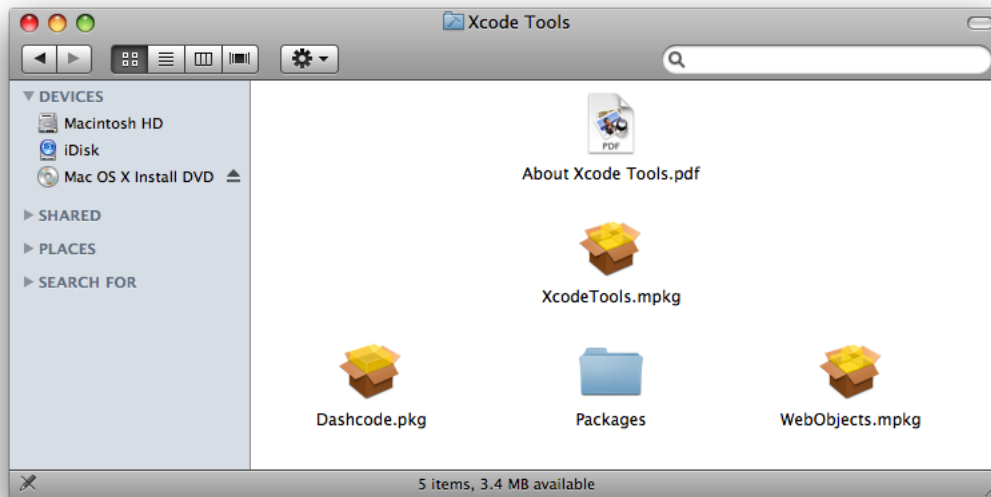 Xcode Tools
DEVICES
Macintosh HD
iDisk
Mac OS X Install DVD
SHARED
PLACES
SEARCH FOR
PDF
About Xcode Tools.pdf
XcodeTools.mpkg
Dashcode.pkg
Packages
WebObjects.mpkg
5 items, 3.4 MB available